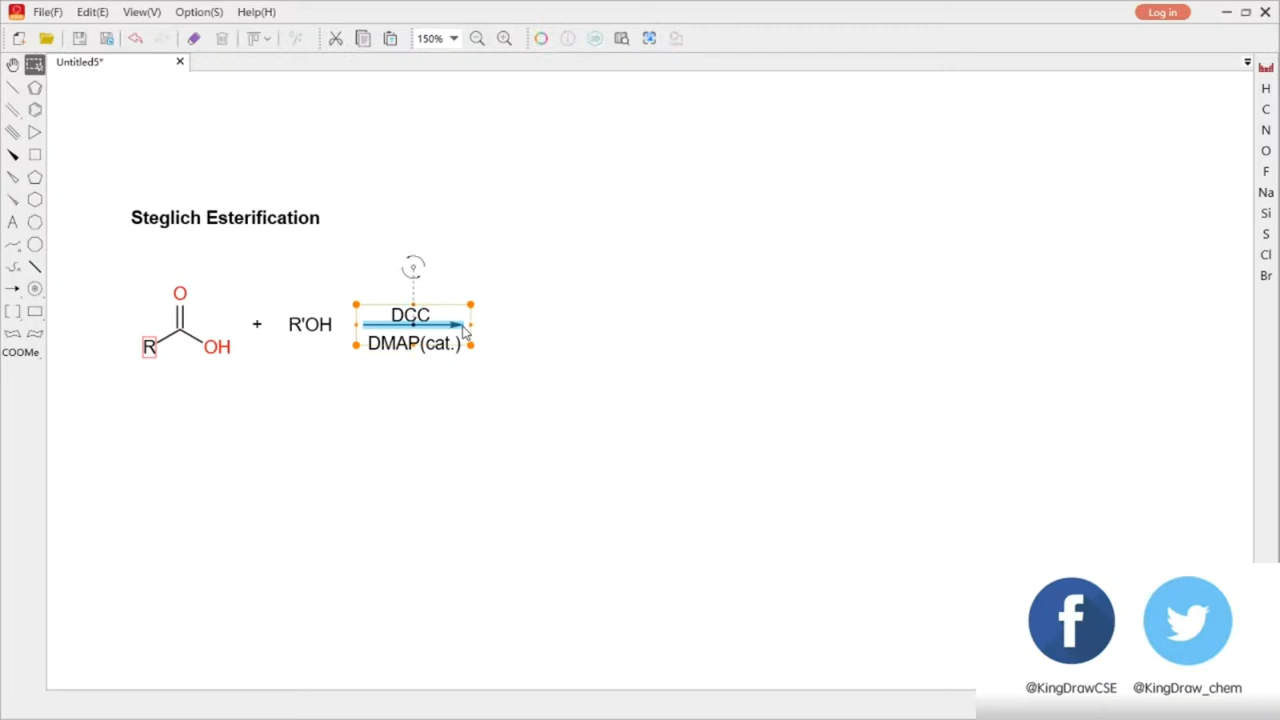 File(F) Edit(E) View(V) Option(S) Help(H) Log in
150%
Untitled5*
H
C
N
O
F
Na
Si
S
Cl
Br
A
COOMe
Steglich Esterification
O
R OH + R'OH
DCC
DMAP(cat.)
f
@KingDrawCSE @KingDraw_chem